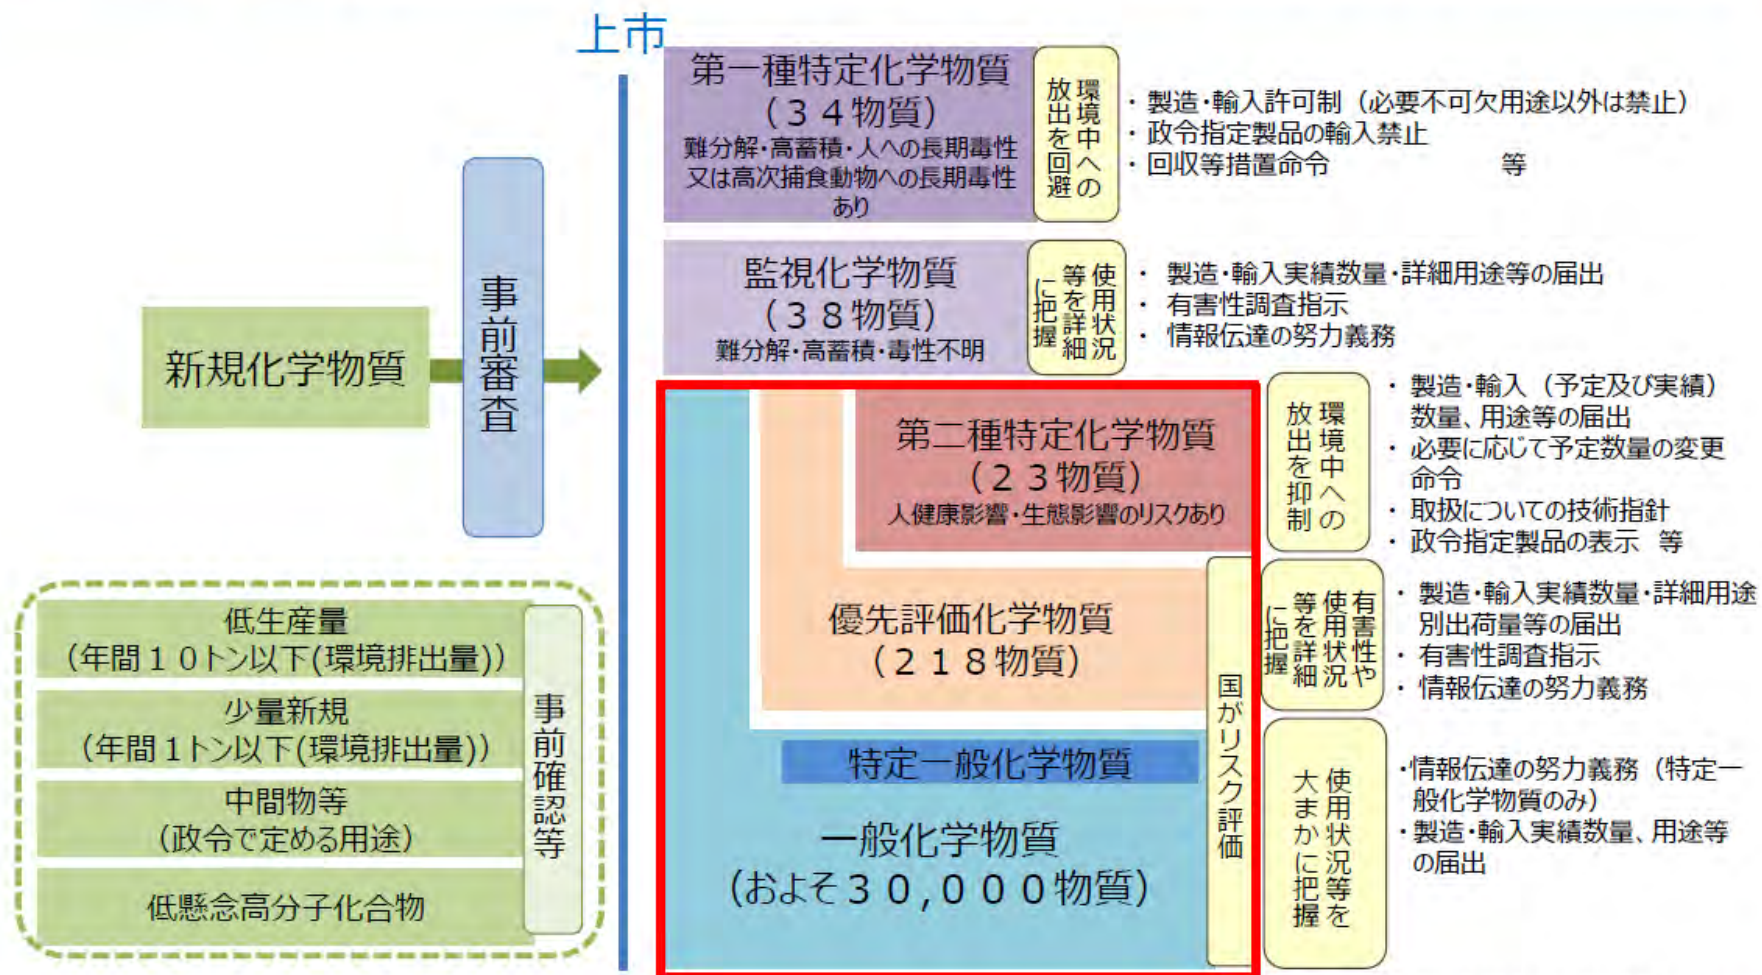 上市
新規化学物質
事前審査
低生産量
（年間１０トン以下(環境排出量)）
少量新規
（年間１トン以下(環境排出量)）
中間物等
（政令で定める用途）
低懸念高分子化合物
事前確認等
第一種特定化学物質
（３４物質）
難分解・高蓄積・人への長期毒性
又は高次捕食動物への長期毒性
あり
環境中への
放出を回避
・ 製造・輸入許可制（必要不可欠用途以外は禁止）
・ 政令指定製品の輸入禁止
・ 回収等措置命令　　　　　　等
監視化学物質
（３８物質）
難分解・高蓄積・毒性不明
使用状況
等を詳細
に把握
・ 製造・輸入実績数量・詳細用途等の届出
・ 有害性調査指示
・ 情報伝達の努力義務
第二種特定化学物質
（２３物質）
人健康影響・生態影響のリスクあり
環境中への
放出を抑制
・ 製造・輸入（予定及び実績）
数量、用途等の届出
・ 必要に応じて予定数量の変更
命令
・ 取扱についての技術指針
・ 政令指定製品の表示　等
優先評価化学物質
（２１８物質）
有害性や
使用状況
等を詳細
に把握
・ 製造・輸入実績数量・詳細用途
別出荷量等の届出
・ 有害性調査指示
・ 情報伝達の努力義務
特定一般化学物質
一般化学物質
（およそ３０,０００物質）
国がリスク評価
使用状況等を
大まかに把握
・情報伝達の努力義務（特定一
般化学物質のみ）
・製造・輸入実績数量、用途等
の届出